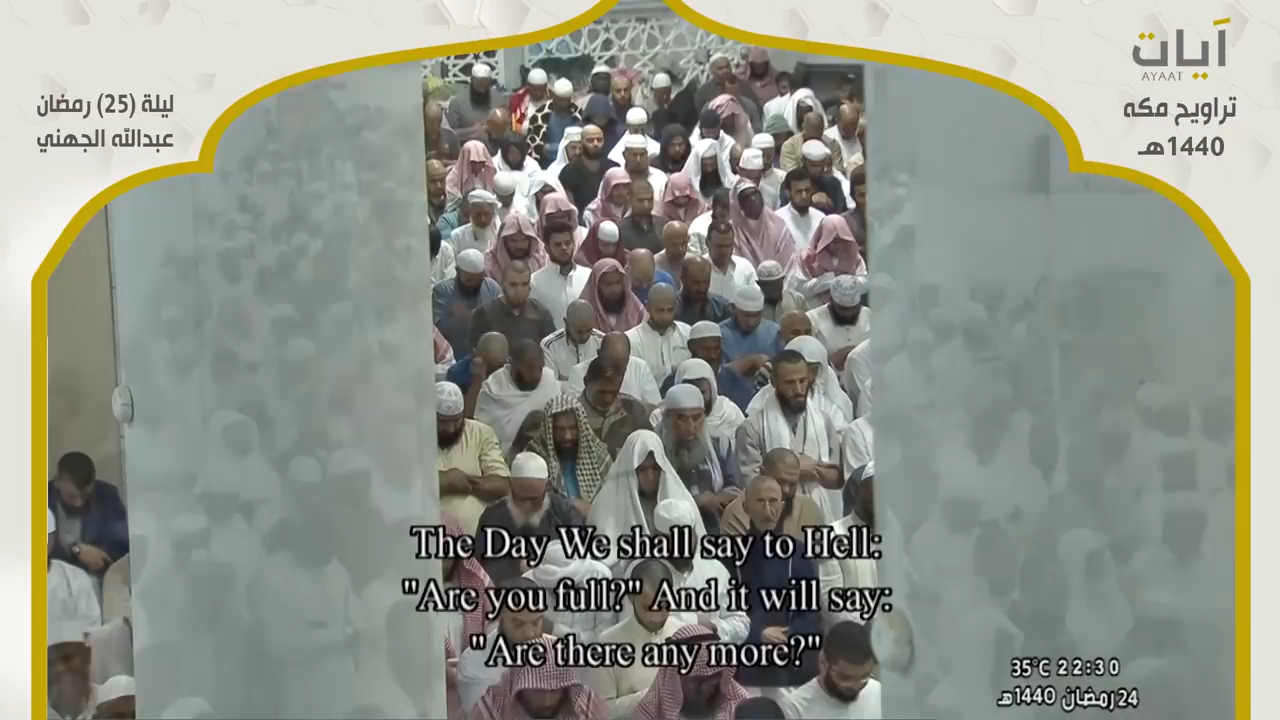 آيات
AYAAT
تراويح مكه
1440هـ
ليلة (25) رمضان
عبدالله الجهني
The Day We shall say to Hell:
"Are you full?" And it will say:
"Are there any more?"
35°C 22:30
24 رمضان 1440هـ